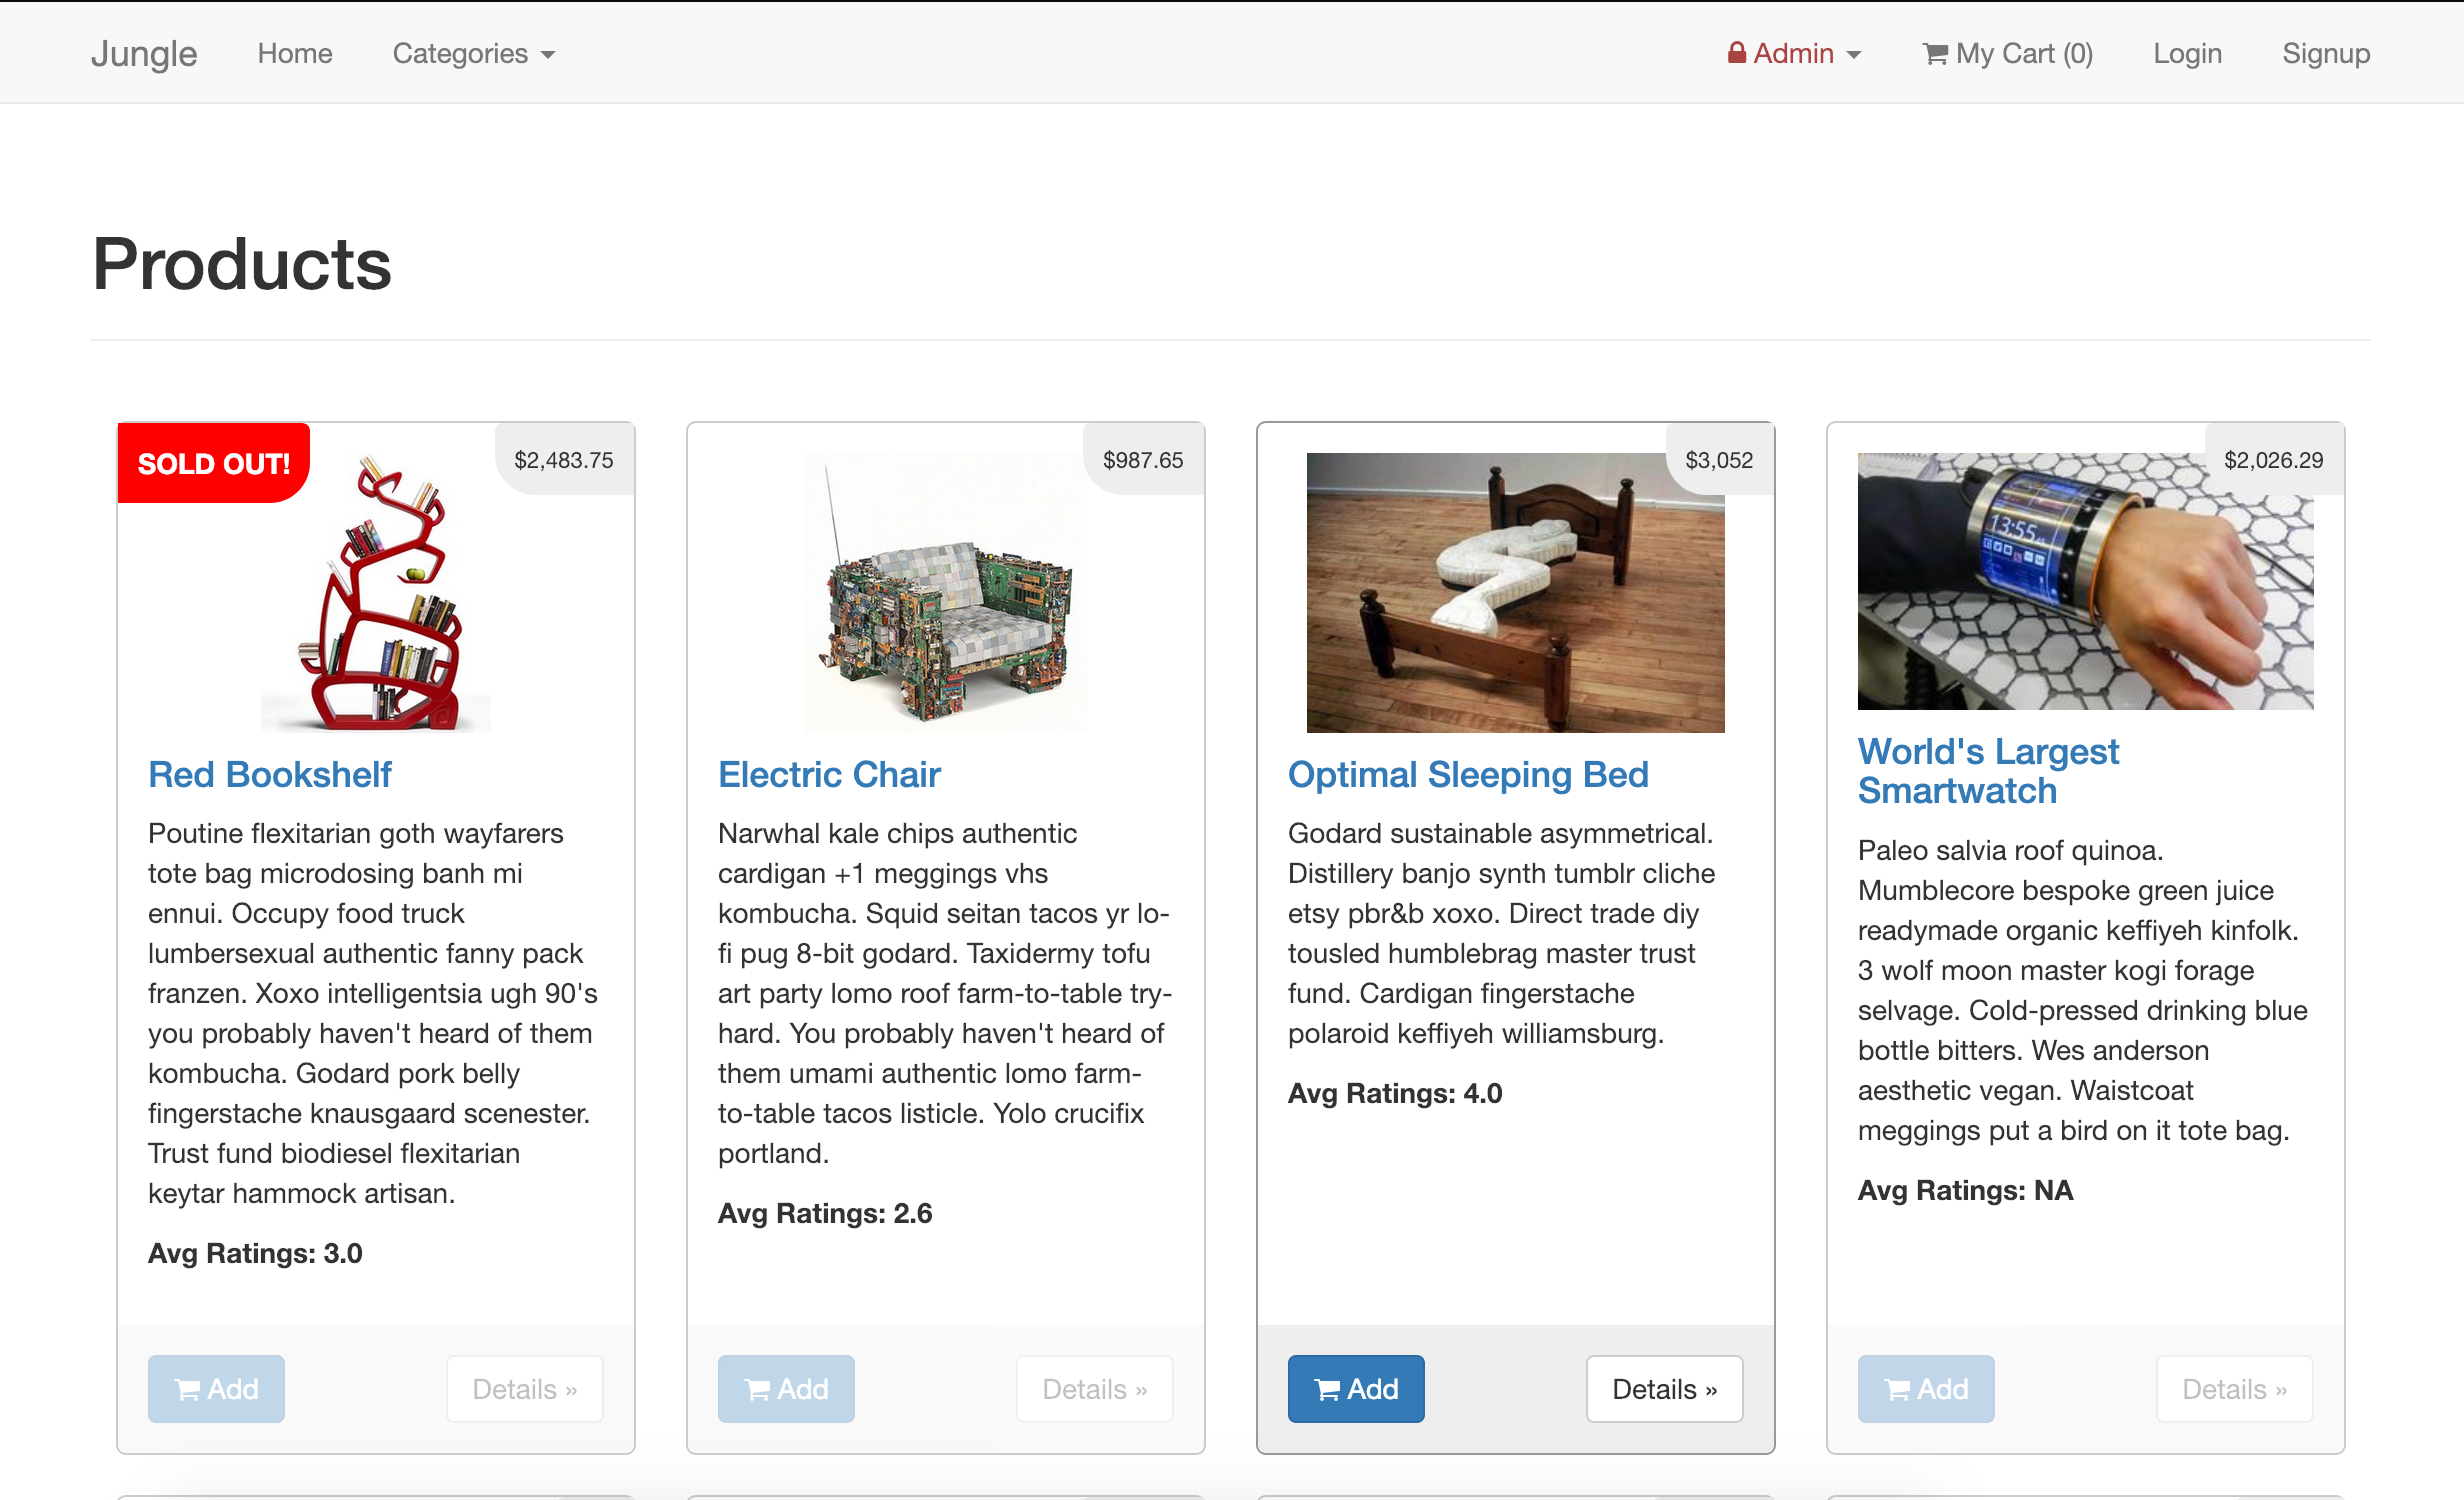 Jungle Home Categories Admin My Cart (0) Login Signup
Products
SOLD OUT!
$2,483.75
Red Bookshelf
Poutine flexitarian goth wayfarers
tote bag microdosing banh mi
ennui. Occupy food truck
lumbersexual authentic fanny pack
franzen. Xoxo intelligentsia ugh 90's
you probably haven't heard of them
kombucha. Godard pork belly
fingerstache knausgaard scenester.
Trust fund biodiesel flexitarian
keytar hammock artisan.
Avg Ratings: 3.0
Add
Details »
$987.65
Electric Chair
Narwhal kale chips authentic
cardigan +1 meggings vhs
kombucha. Squid seitan tacos yr lo-
fi pug 8-bit godard. Taxidermy tofu
art party lomo roof farm-to-table try-
hard. You probably haven't heard of
them umami authentic lomo farm-
to-table tacos listicle. Yolo crucifix
portland.
Avg Ratings: 2.6
Add
Details »
$3,052
Optimal Sleeping Bed
Godard sustainable asymmetrical.
Distillery banjo synth tumblr cliche
etsy pbr&b xoxo. Direct trade diy
tousled humblebrag master trust
fund. Cardigan fingerstache
polaroid keffiyeh williamsburg.
Avg Ratings: 4.0
Add
Details »
$2,026.29
13:55
World's Largest
Smartwatch
Paleo salvia roof quinoa.
Mumblecore bespoke green juice
readymade organic keffiyeh kinfolk.
3 wolf moon master kogi forage
selvage. Cold-pressed drinking blue
bottle bitters. Wes anderson
aesthetic vegan. Waistcoat
meggings put a bird on it tote bag.
Avg Ratings: NA
Add
Details »